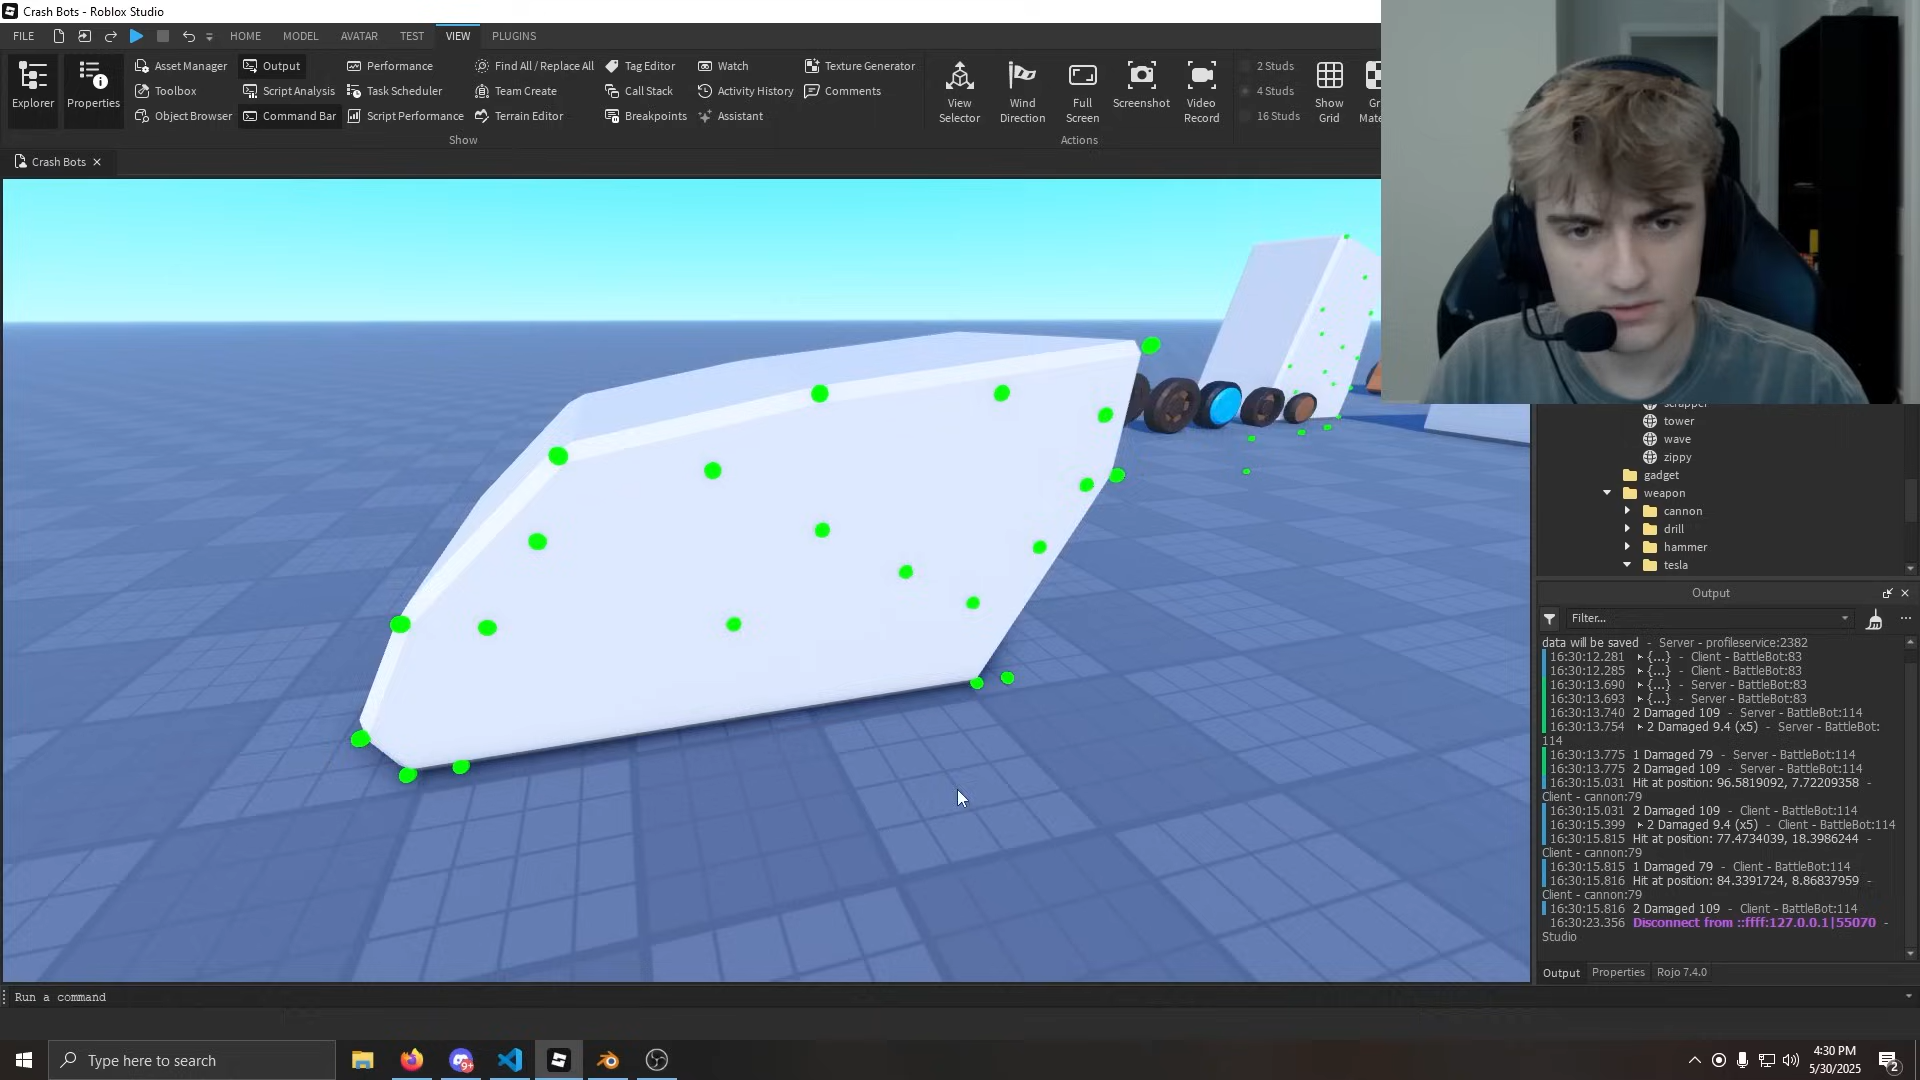 Crash Bots - Roblox Studio
FILE HOME MODEL AVATAR TEST VIEW PLUGINS
Explorer
Properties
Asset Manager
Toolbox
Object Browser
Output
Script Analysis
Command Bar
Performance
Task Scheduler
Script Performance
Find All / Replace All
Team Create
Terrain Editor
Tag Editor
Call Stack
Breakpoints
Watch
Activity History
Assistant
Texture Generator
Comments
Show
View
Selector
Wind
Direction
Full
Screen
Screenshot
Video
Record
Actions
2 Studs
4 Studs
16 Studs
Show
Grid
Crash Bots
scrapper
tower
wave
zippy
gadget
weapon
cannon
drill
hammer
tesla
Output
Filter...
data will be saved - Server - profileservice:2382
16:30:12.281 {...} - Client - BattleBot:83
16:30:12.285 {...} - Client - BattleBot:83
16:30:13.690 {...} - Server - BattleBot:83
16:30:13.693 {...} - Server - BattleBot:83
16:30:13.740 2 Damaged 109 - Server - BattleBot:114
16:30:13.754 2 Damaged 9.4 (x5) - Server - BattleBot:
114
16:30:13.775 1 Damaged 79 - Server - BattleBot:114
16:30:13.775 2 Damaged 109 - Server - BattleBot:114
16:30:15.031 Hit at position: 96.5819092, 7.72209358 -
Client - cannon:79
16:30:15.031 2 Damaged 109 - Client - BattleBot:114
16:30:15.399 2 Damaged 9.4 (x5) - Client - BattleBot:114
16:30:15.815 Hit at position: 77.4734039, 18.3986244 -
Client - cannon:79
16:30:15.815 1 Damaged 79 - Client - BattleBot:114
16:30:15.816 Hit at position: 84.3391724, 8.86837959 -
Client - cannon:79
16:30:15.816 2 Damaged 109 - Client - BattleBot:114
16:30:23.356 Disconnect from ::ffff:127.0.0.1|55070 -
Studio
Output Properties Rojo 7.4.0
Run a command
Type here to search
9+
4:30 PM
5/30/2025
2